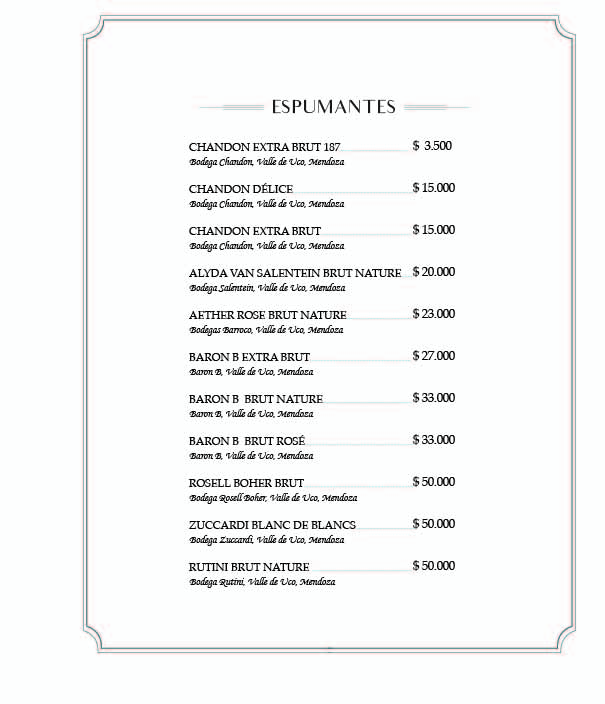 ESPUMANTES
CHANDON EXTRA BRUT 187 $ 3.500
Bodega Chandon, Valle de Uco, Mendoza
CHANDON DÉLICE $ 15.000
Bodega Chandon, Valle de Uco, Mendoza
CHANDON EXTRA BRUT $ 15.000
Bodega Chandon, Valle de Uco, Mendoza
ALYDA VAN SALENTEIN BRUT NATURE $ 20.000
Bodega Salentein, Valle de Uco, Mendoza
AETHER ROSE BRUT NATURE $ 23.000
Bodegas Barroco, Valle de Uco, Mendoza
BARON B EXTRA BRUT $ 27.000
Baron B, Valle de Uco, Mendoza
BARON B BRUT NATURE $ 33.000
Baron B, Valle de Uco, Mendoza
BARON B BRUT ROSÉ $ 33.000
Baron B, Valle de Uco, Mendoza
ROSELL BOHER BRUT $ 50.000
Bodega Rosell Boher, Valle de Uco, Mendoza
ZUCCARDI BLANC DE BLANCS $ 50.000
Bodega Zuccardi, Valle de Uco, Mendoza
RUTINI BRUT NATURE $ 50.000
Bodega Rutini, Valle de Uco, Mendoza